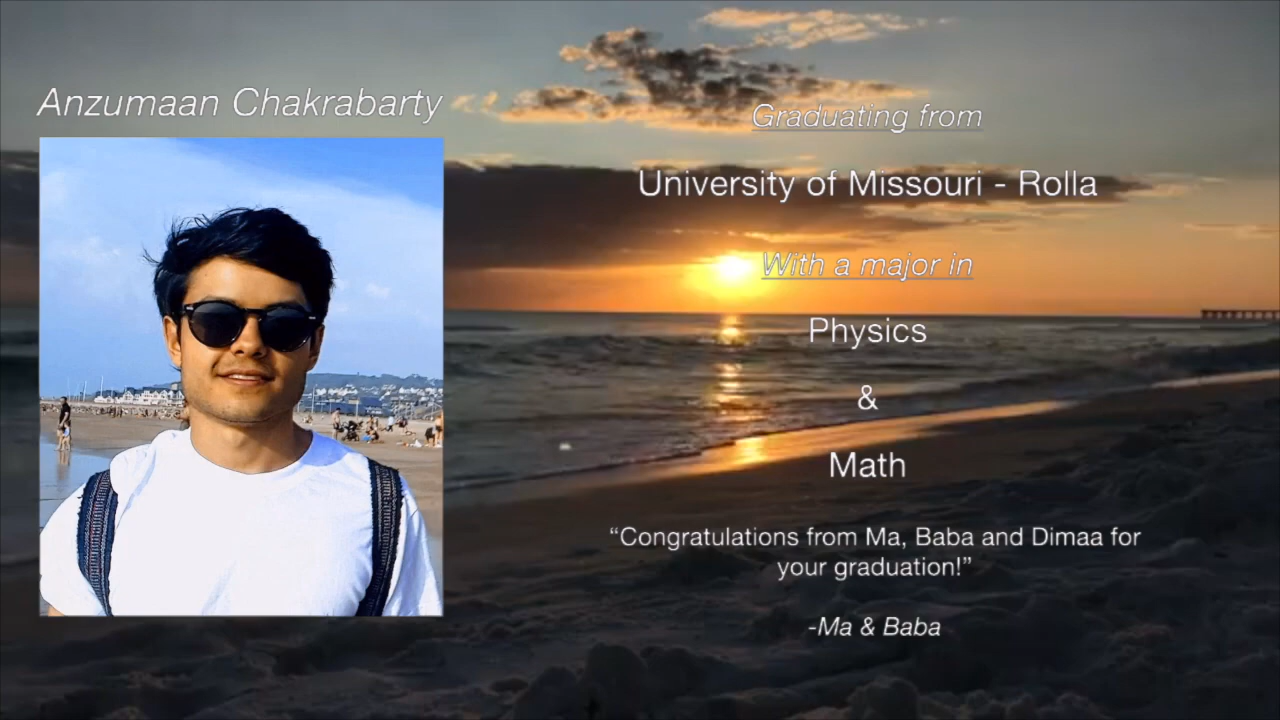 Anzumaan Chakrabarty
Graduating from
University of Missouri - Rolla
With a major in
Physics
&
Math
“Congratulations from Ma, Baba and Dimaa for
your graduation!”
-Ma & Baba